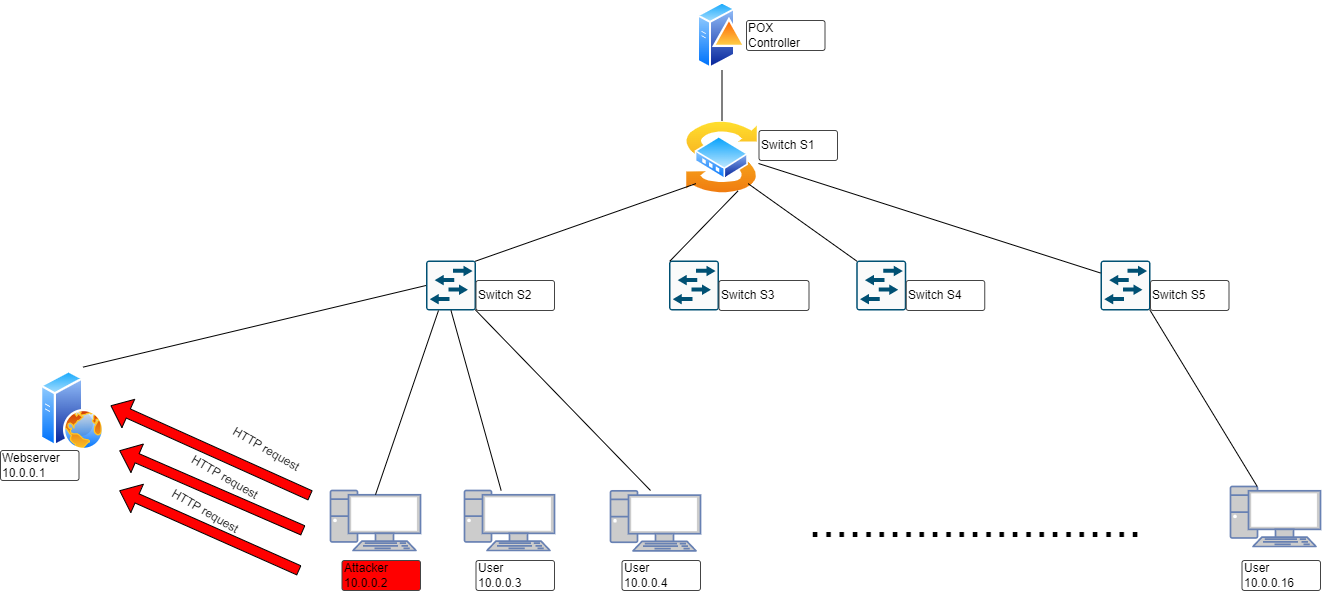 POX
Controller
Switch S1
Switch S2
Switch S3
Switch S4
Switch S5
Webserver
10.0.0.1
HTTP request
HTTP request
HTTP request
Attacker
10.0.0.2
User
10.0.0.3
User
10.0.0.4
User
10.0.0.16